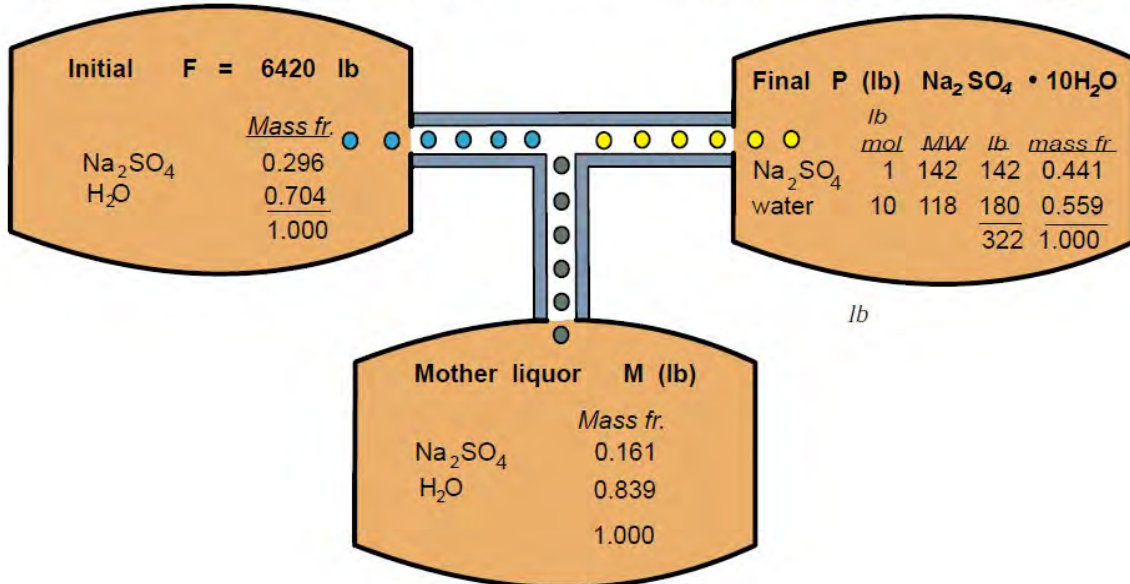 Initial F = 6420 lb
Mass fr.
Na₂SO₄ 0.296
H₂O 0.704
1.000
Final P (lb) Na₂SO₄ • 10H₂O
lb
mol MW lb mass fr
Na₂SO₄ 1 142 142 0.441
water 10 118 180 0.559
322 1.000
lb
Mother liquor M (lb)
Mass fr.
Na₂SO₄ 0.161
H₂O 0.839
1.000